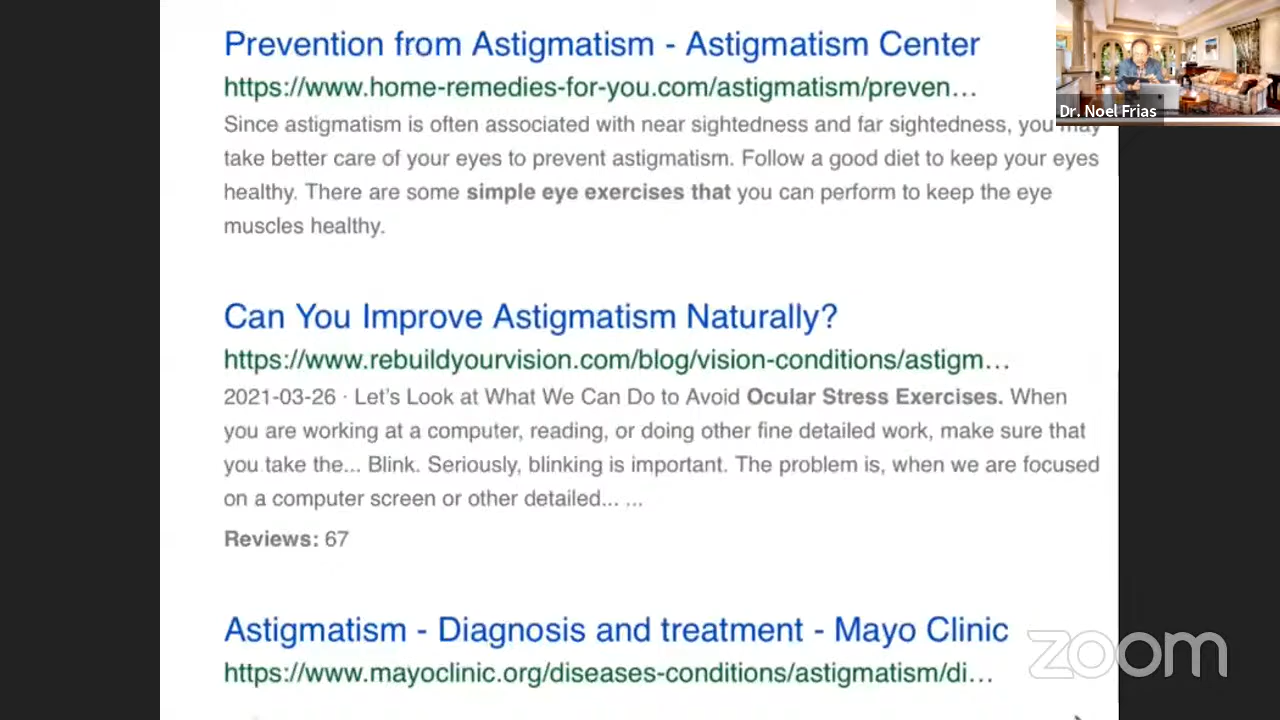 Prevention from Astigmatism - Astigmatism Center
https://www.home-remedies-for-you.com/astigmatism/preven...
Dr. Noel Frias
Since astigmatism is often associated with near sightedness and far sightedness, you may
take better care of your eyes to prevent astigmatism. Follow a good diet to keep your eyes
healthy. There are some simple eye exercises that you can perform to keep the eye
muscles healthy.
Can You Improve Astigmatism Naturally?
https://www.rebuildyourvision.com/blog/vision-conditions/astigm...
2021-03-26 · Let's Look at What We Can Do to Avoid Ocular Stress Exercises. When
you are working at a computer, reading, or doing other fine detailed work, make sure that
you take the... Blink. Seriously, blinking is important. The problem is, when we are focused
on a computer screen or other detailed... ...
Reviews: 67
Astigmatism - Diagnosis and treatment - Mayo Clinic
https://www.mayoclinic.org/diseases-conditions/astigmatism/di...
zoom